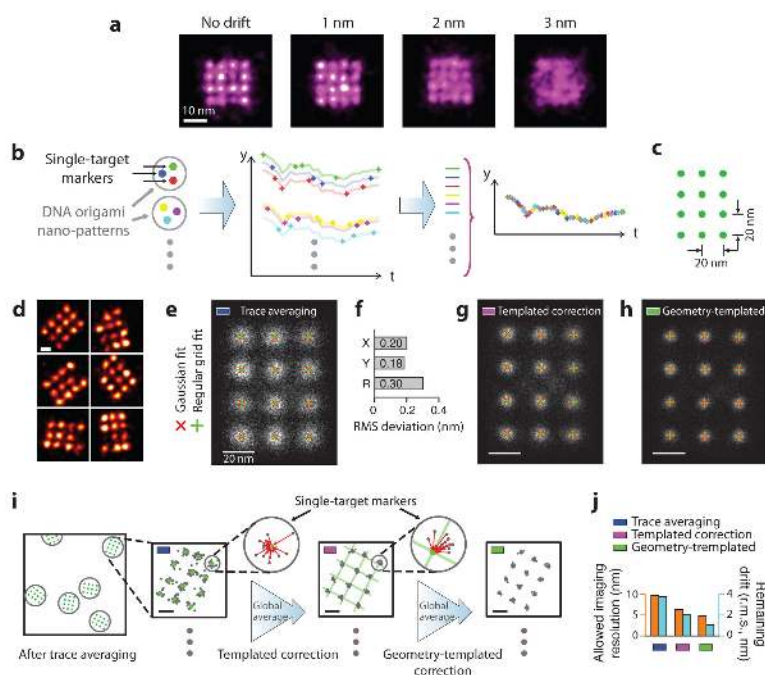 a
No drift
1 nm
2 nm
3 nm
10 nm
b
Single-target
markers
DNA origami
nano-patterns
y
t
y
t
c
20 nm
20 nm
d
e
Trace averaging
× Gaussian fit
+ Regular grid fit
20 nm
f
X 0.20
Y 0.18
R 0.30
0 0.2 0.4
RMS deviation (nm)
g
Templated correction
h
Geometry-templated
i
Single-target markers
Global
average
Global
average
After trace averaging
Templated correction
Geometry-templated
correction
j
Trace averaging
Templated correction
Geometry-tremplated
Allowed imaging
resolution (nm)
10
5
0
4
2
0
Remaining
drift (r.m.s., nm)